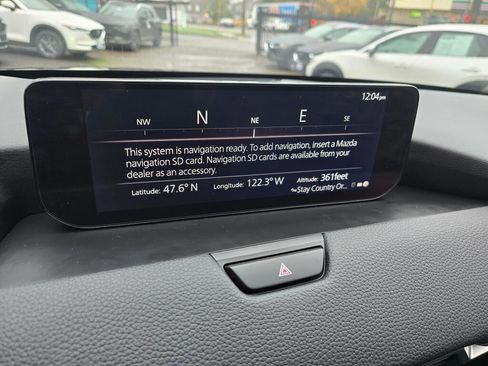 12:04pm
NW N NE E SE
This system is navigation ready. To add navigation, insert a Mazda
navigation SD card. Navigation SD cards are available from your
dealer as an accessory.
Latitude: 47.6° N Longitude: 122.3° W Altitude: 361feet
Stay Country Or...